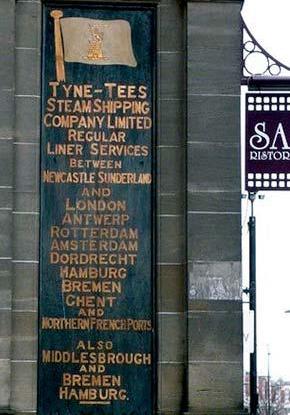 TYNE-TEES
STEAM SHIPPING
COMPANY LIMITED
REGULAR
LINER SERVICES
BETWEEN
NEWCASTLE SUNDERLAND
AND
LONDON
ANTWERP
ROTTERDAM
AMSTERDAM
DORDRECHT
HAMBURG
BREMEN
GHENT
AND
NORTHERN FRENCH PORTS.
ALSO
MIDDLESBROUGH
AND
BREMEN
HAMBURG.
SA
RISTOR